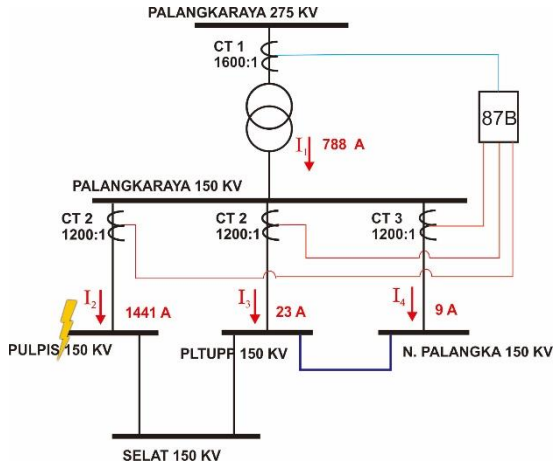 PALANGKARAYA 275 KV
CT 1
1600:1
87B
I1 788 A
PALANGKARAYA 150 KV
CT 2
1200:1
CT 2
1200:1
CT 3
1200:1
I2
1441 A
I3
23 A
I4
9 A
PULPIS 150 KV
PLTUPP 150 KV
N. PALANGKA 150 KV
SELAT 150 KV